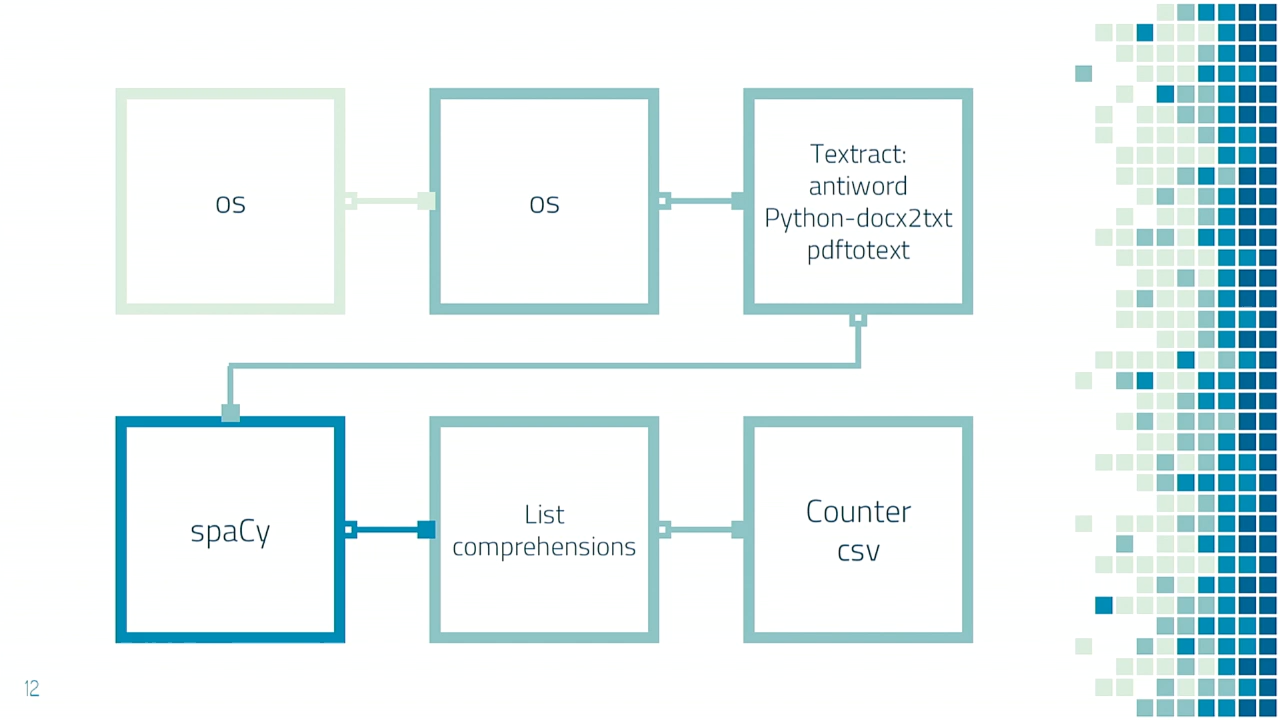 os
os
Textract:
antiword
Python-docx2txt
pdftotext
spaCy
List
comprehensions
Counter
csv
12